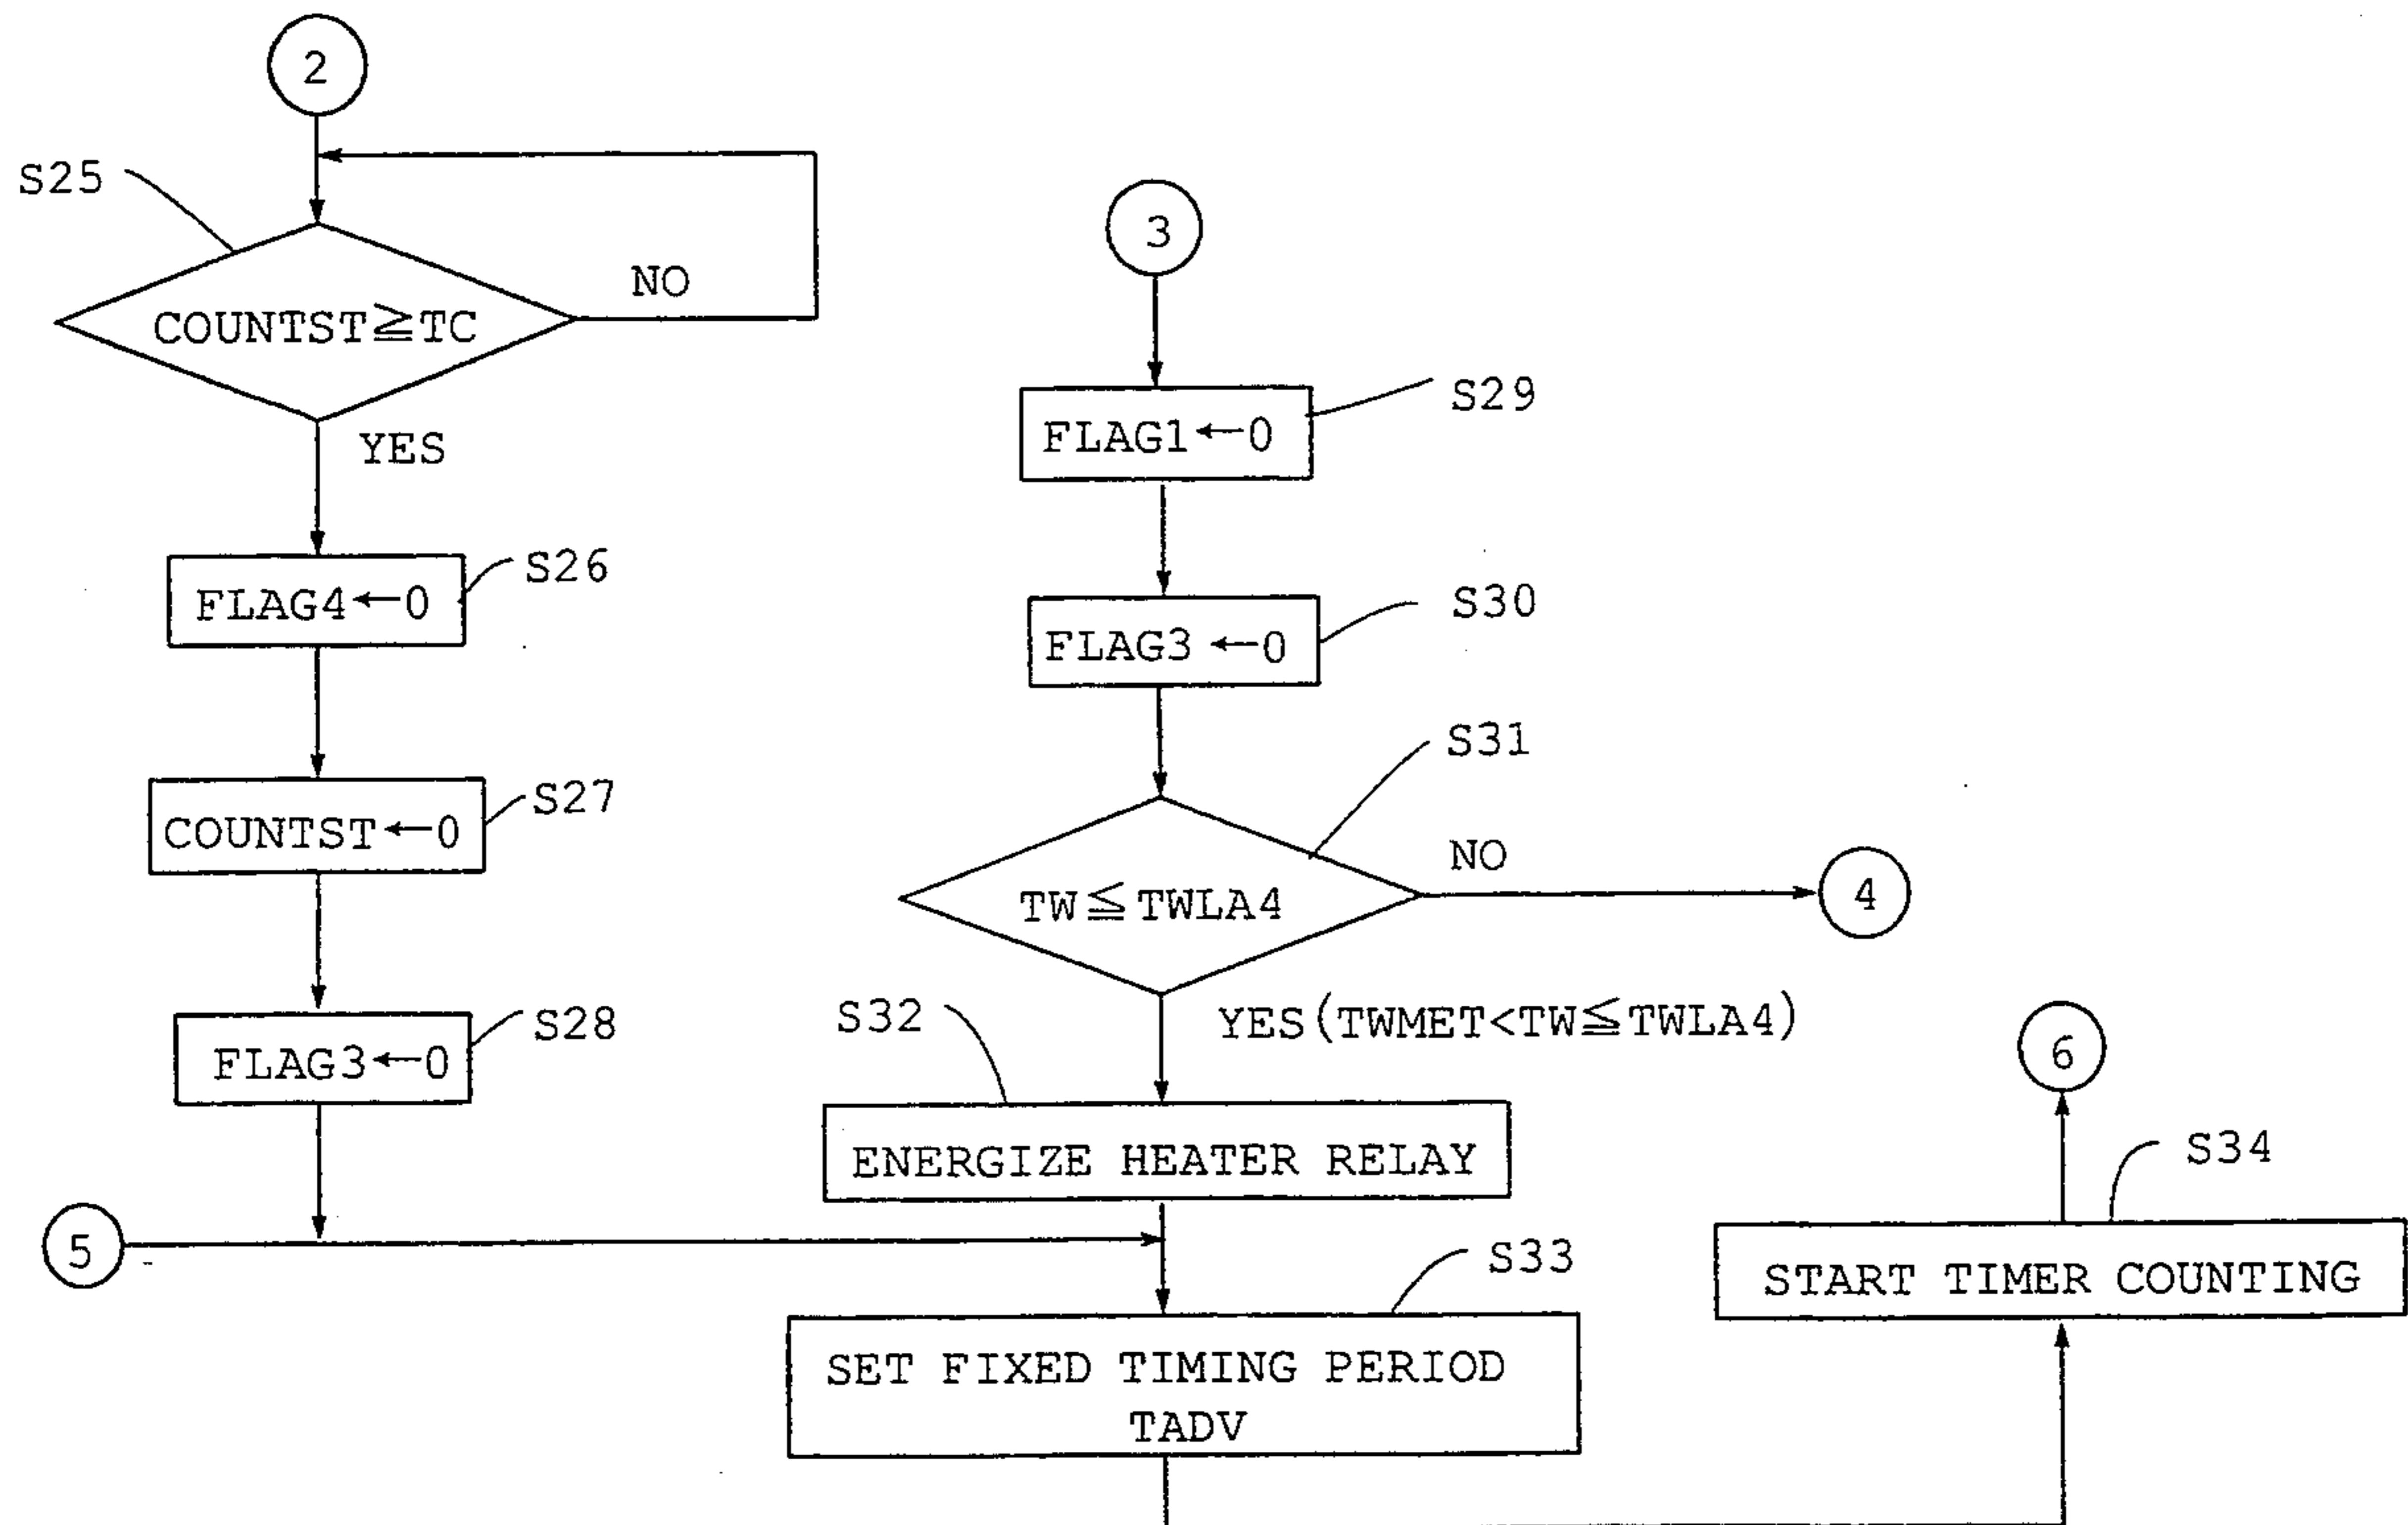 2
S25
COUNTST≧TC
NO
YES
FLAG4←0
S26
COUNTST←0
S27
FLAG3←0
S28
5
3
FLAG1←0
S29
FLAG3 ←0
S30
S31
TW≦TWLA4
NO
4
YES(TWMET<TW≦TWLA4)
S32
ENERGIZE HEATER RELAY
S33
SET FIXED TIMING PERIOD
TADV
6
S34
START TIMER COUNTING